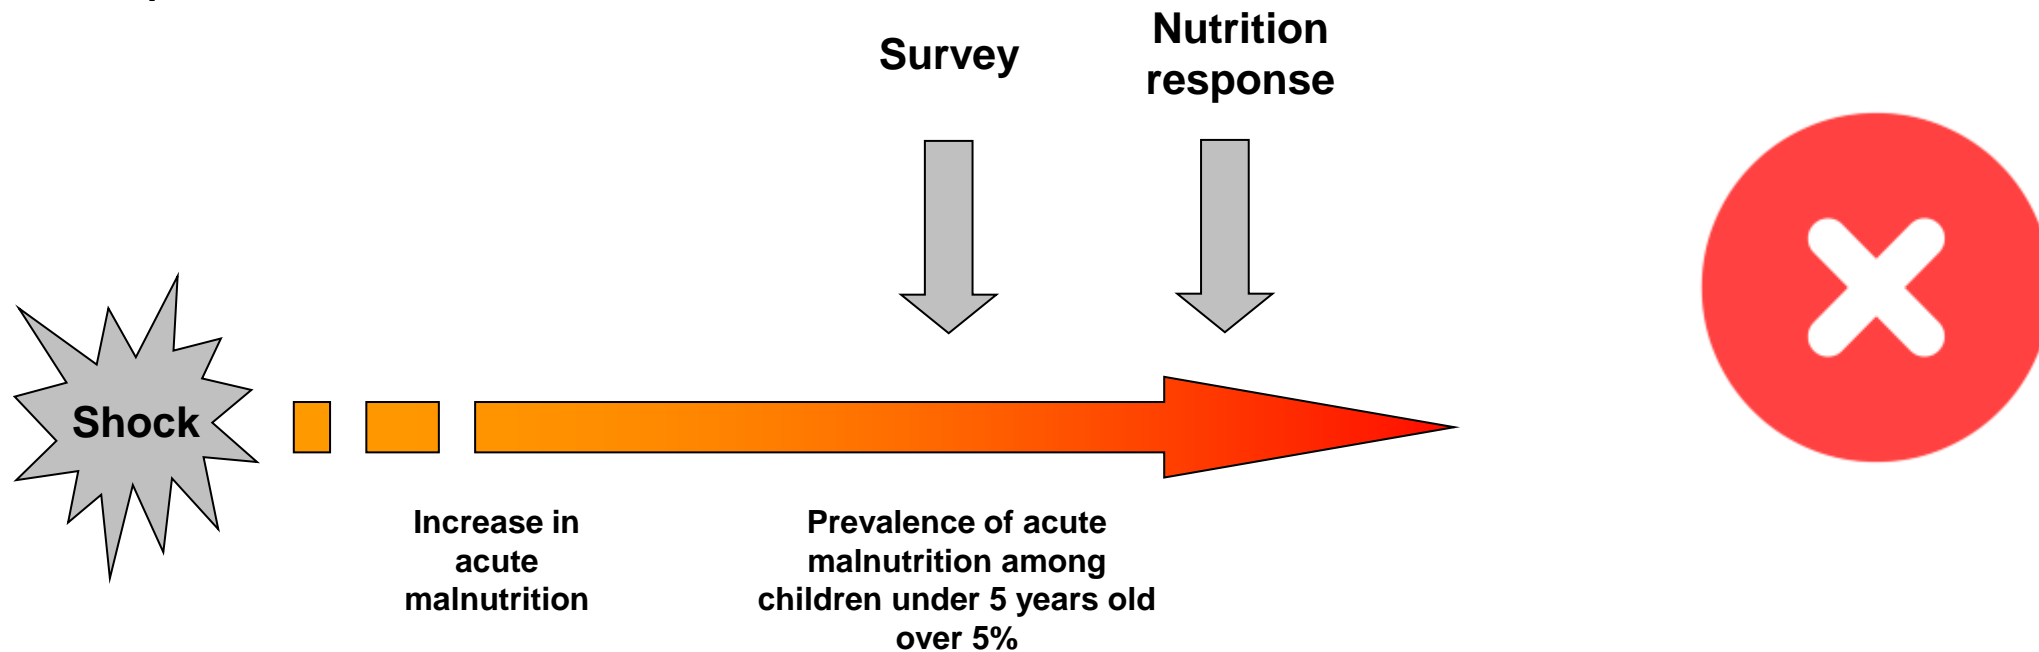 Survey
Nutrition
response
Shock
Increase in
acute
malnutrition
Prevalence of acute
malnutrition among
children under 5 years old
over 5%